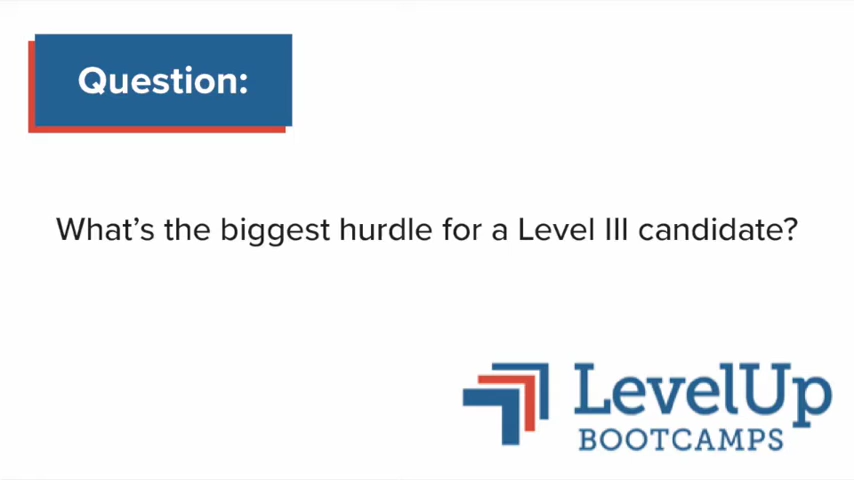 Question:
What's the biggest hurdle for a Level III candidate?
LevelUp
BOOTCAMPS